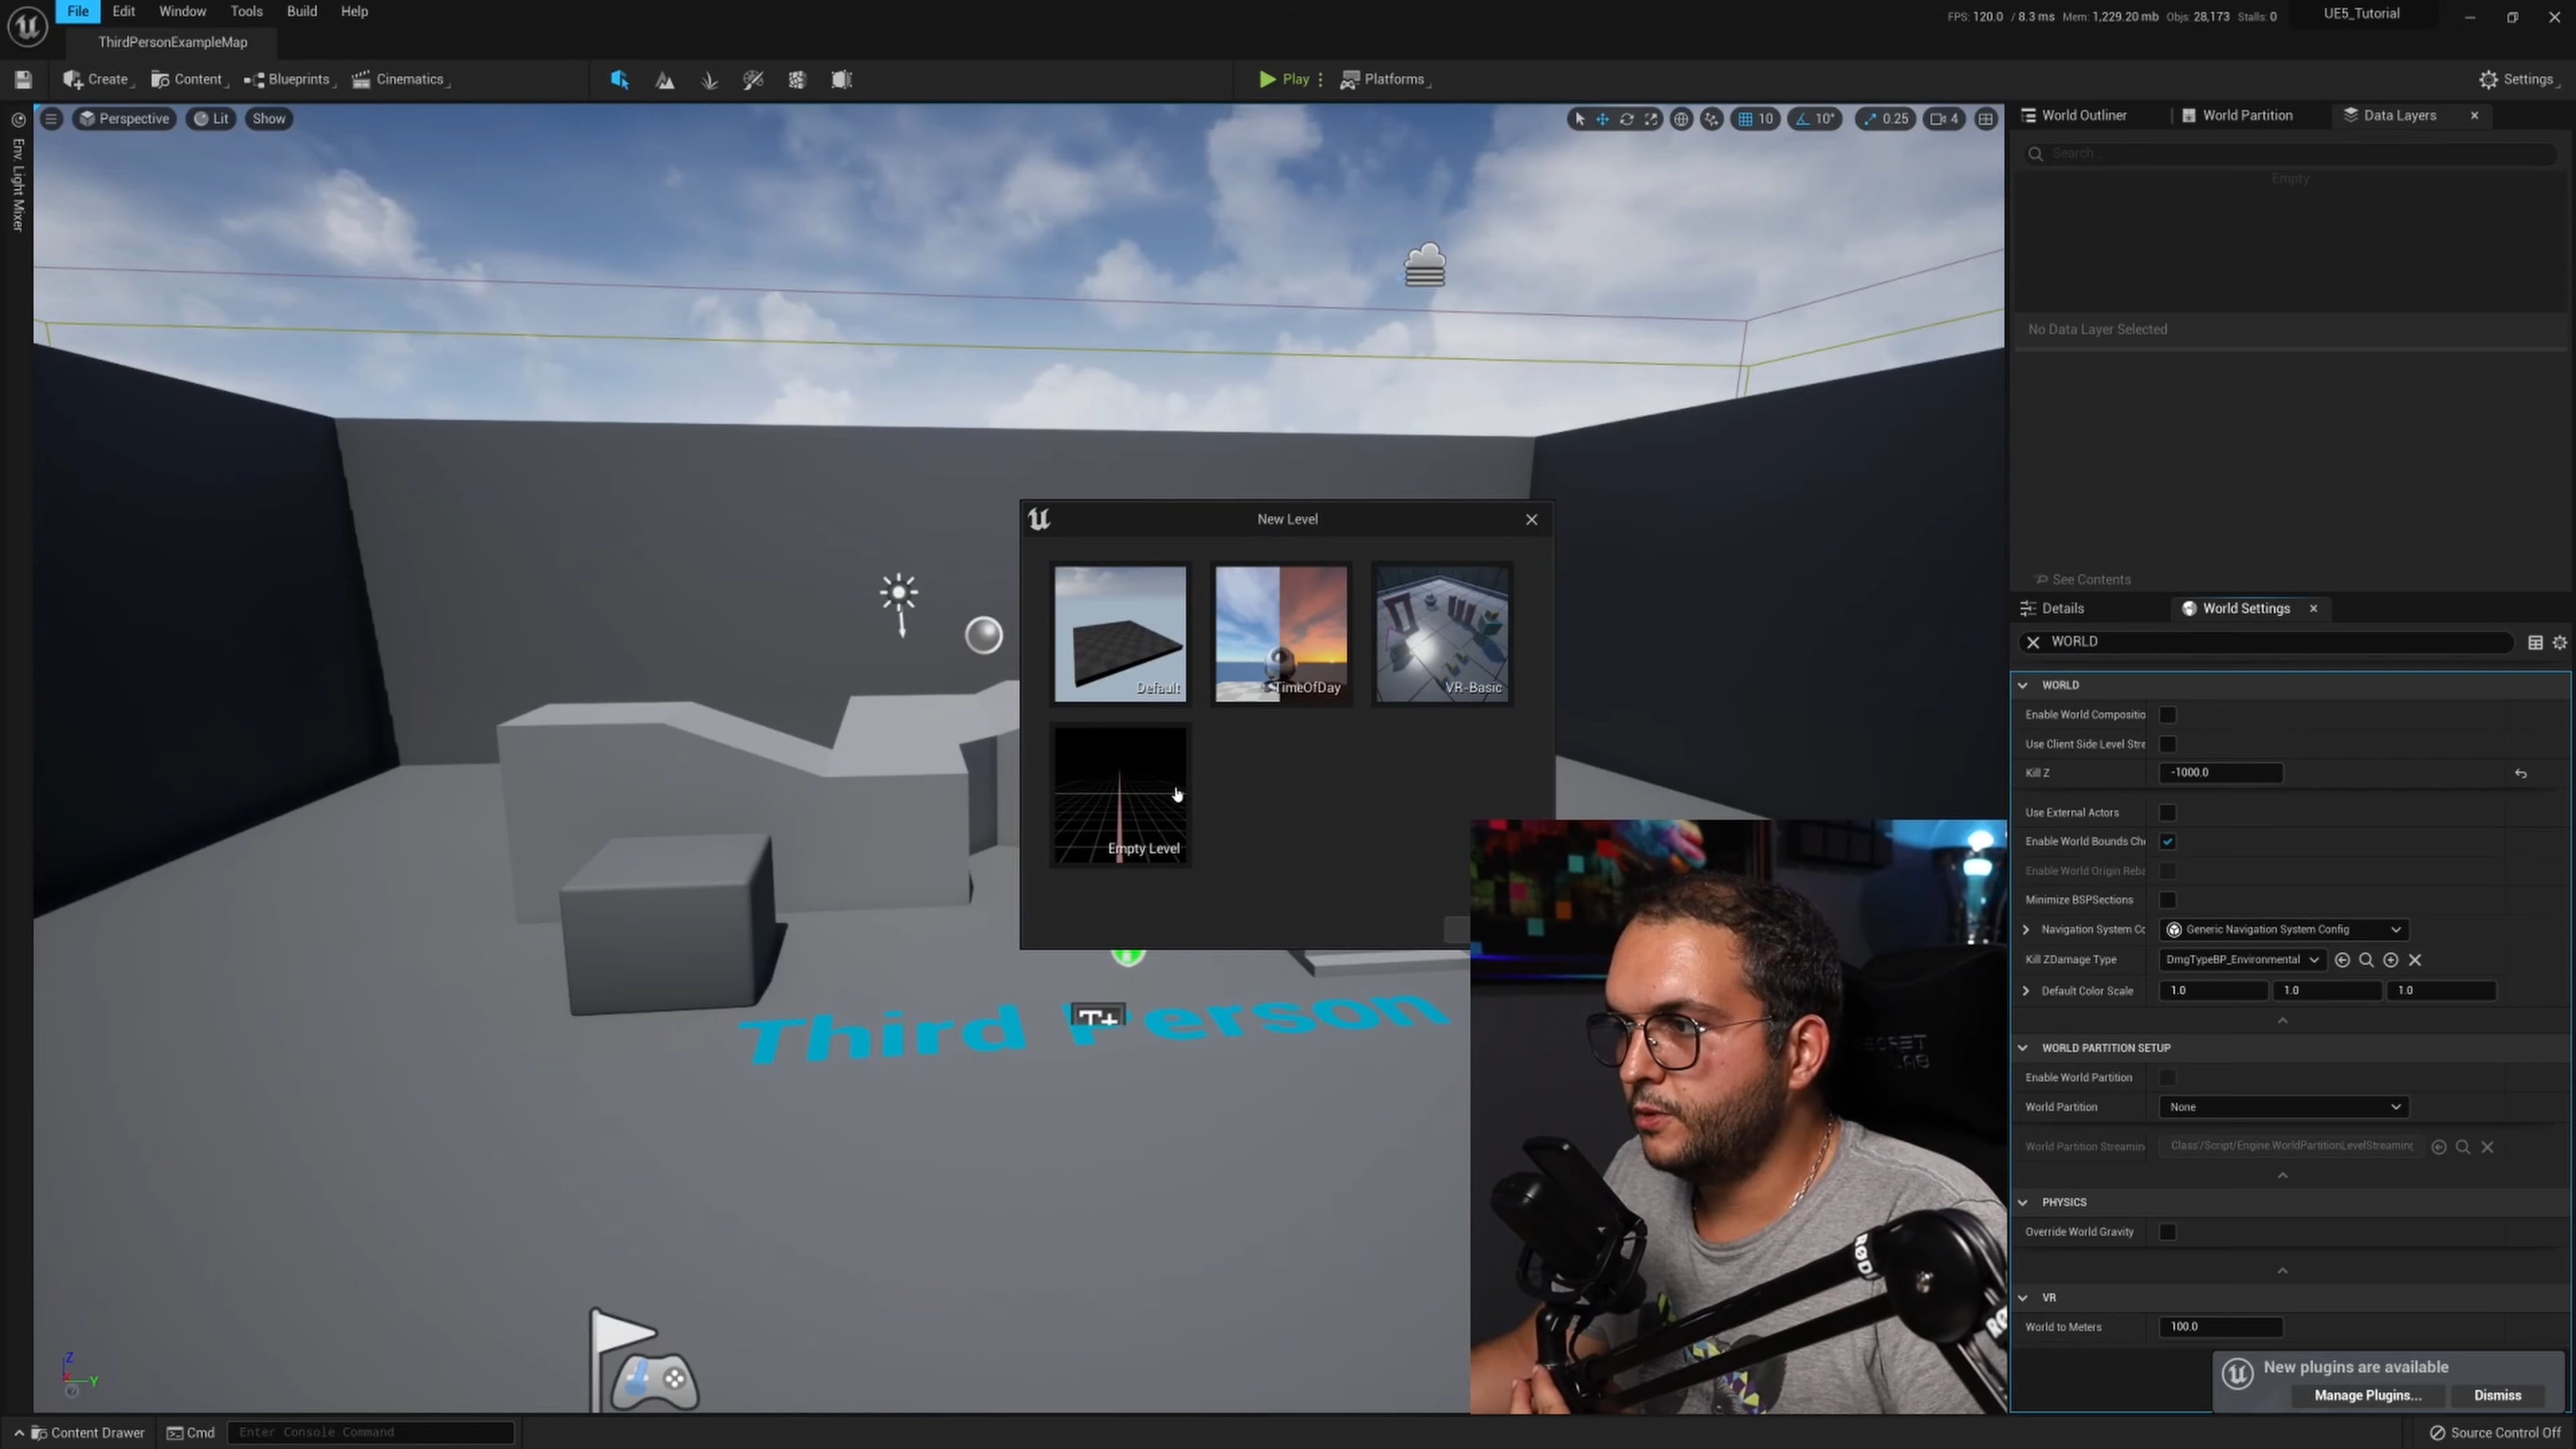 File Edit Window Tools Build Help
FPS: 120.0 / 8.3 ms Mem: 1,229.20 mb Objs: 28,173 Stalls: 0
UE5_Tutorial
ThirdPersonExampleMap
Create Content Blueprints Cinematics
Play Platforms
Settings
Env. Light Mixer
Perspective Lit Show
10 10° 0.25 4
World Outliner World Partition Data Layers
Search...
Empty
No Data Layer Selected
See Contents
New Level
Default TimeOfDay VR-Basic
Empty Level
Details World Settings
WORLD
WORLD
Enable World Compositio
Use Client Side Level Stre
Kill Z -1000.0
Use External Actors
Enable World Bounds Che
Enable World Origin Reba
Minimize BSPSections
Navigation System Co Generic Navigation System Config
Kill ZDamage Type DmgTypeBP_Environmental
Default Color Scale 1.0 1.0 1.0
WORLD PARTITION SETUP
Enable World Partition
World Partition None
World Partition Streamin Class'/Script/Engine.WorldPartitionLevelStreaming
PHYSICS
Override World Gravity
VR
World to Meters 100.0
Third Person
T+
Z
Y
New plugins are available
Manage Plugins... Dismiss
Content Drawer Cmd Enter Console Command
Source Control Off